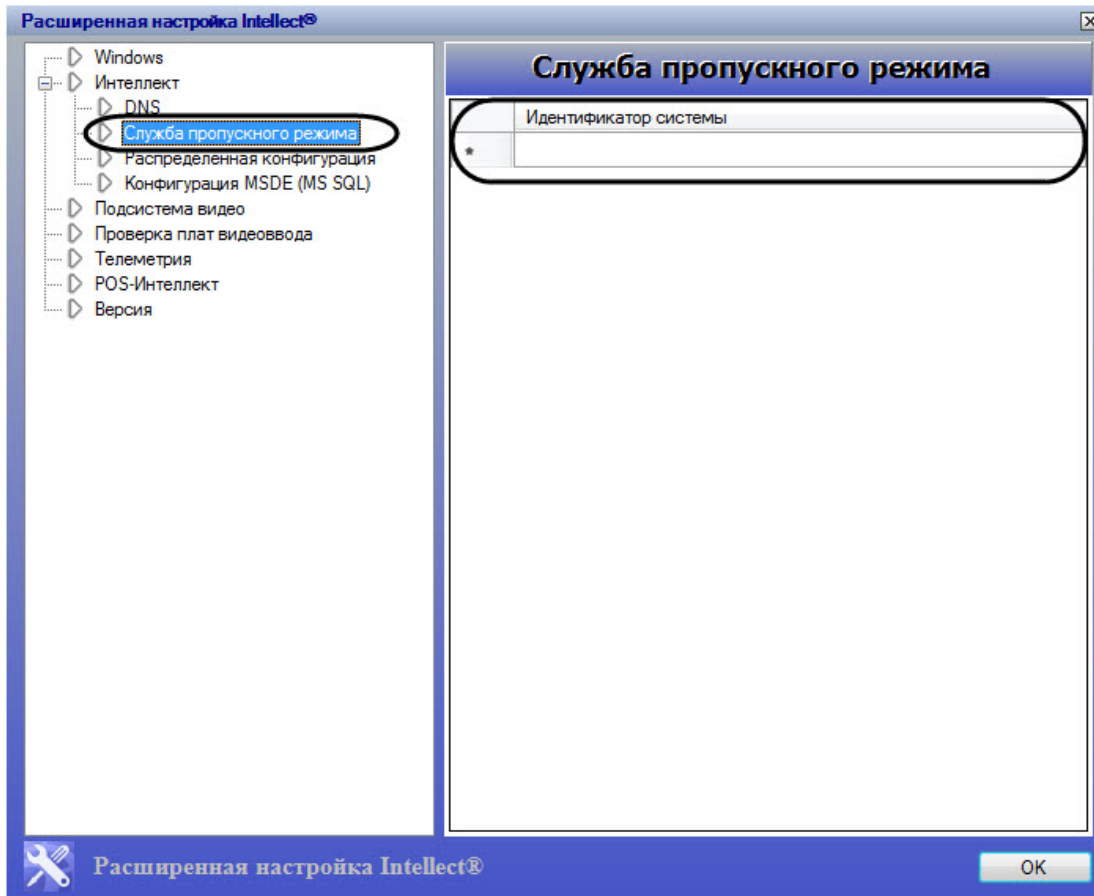 Расширенная настройка Intellect®
Windows
Интеллект
DNS
Служба пропускного режима
Распределенная конфигурация
Конфигурация MSDE (MS SQL)
Подсистема видео
Проверка плат видеоввода
Телеметрия
POS-Интеллект
Версия
Служба пропускного режима
Идентификатор системы
*
Расширенная настройка Intellect®
OK